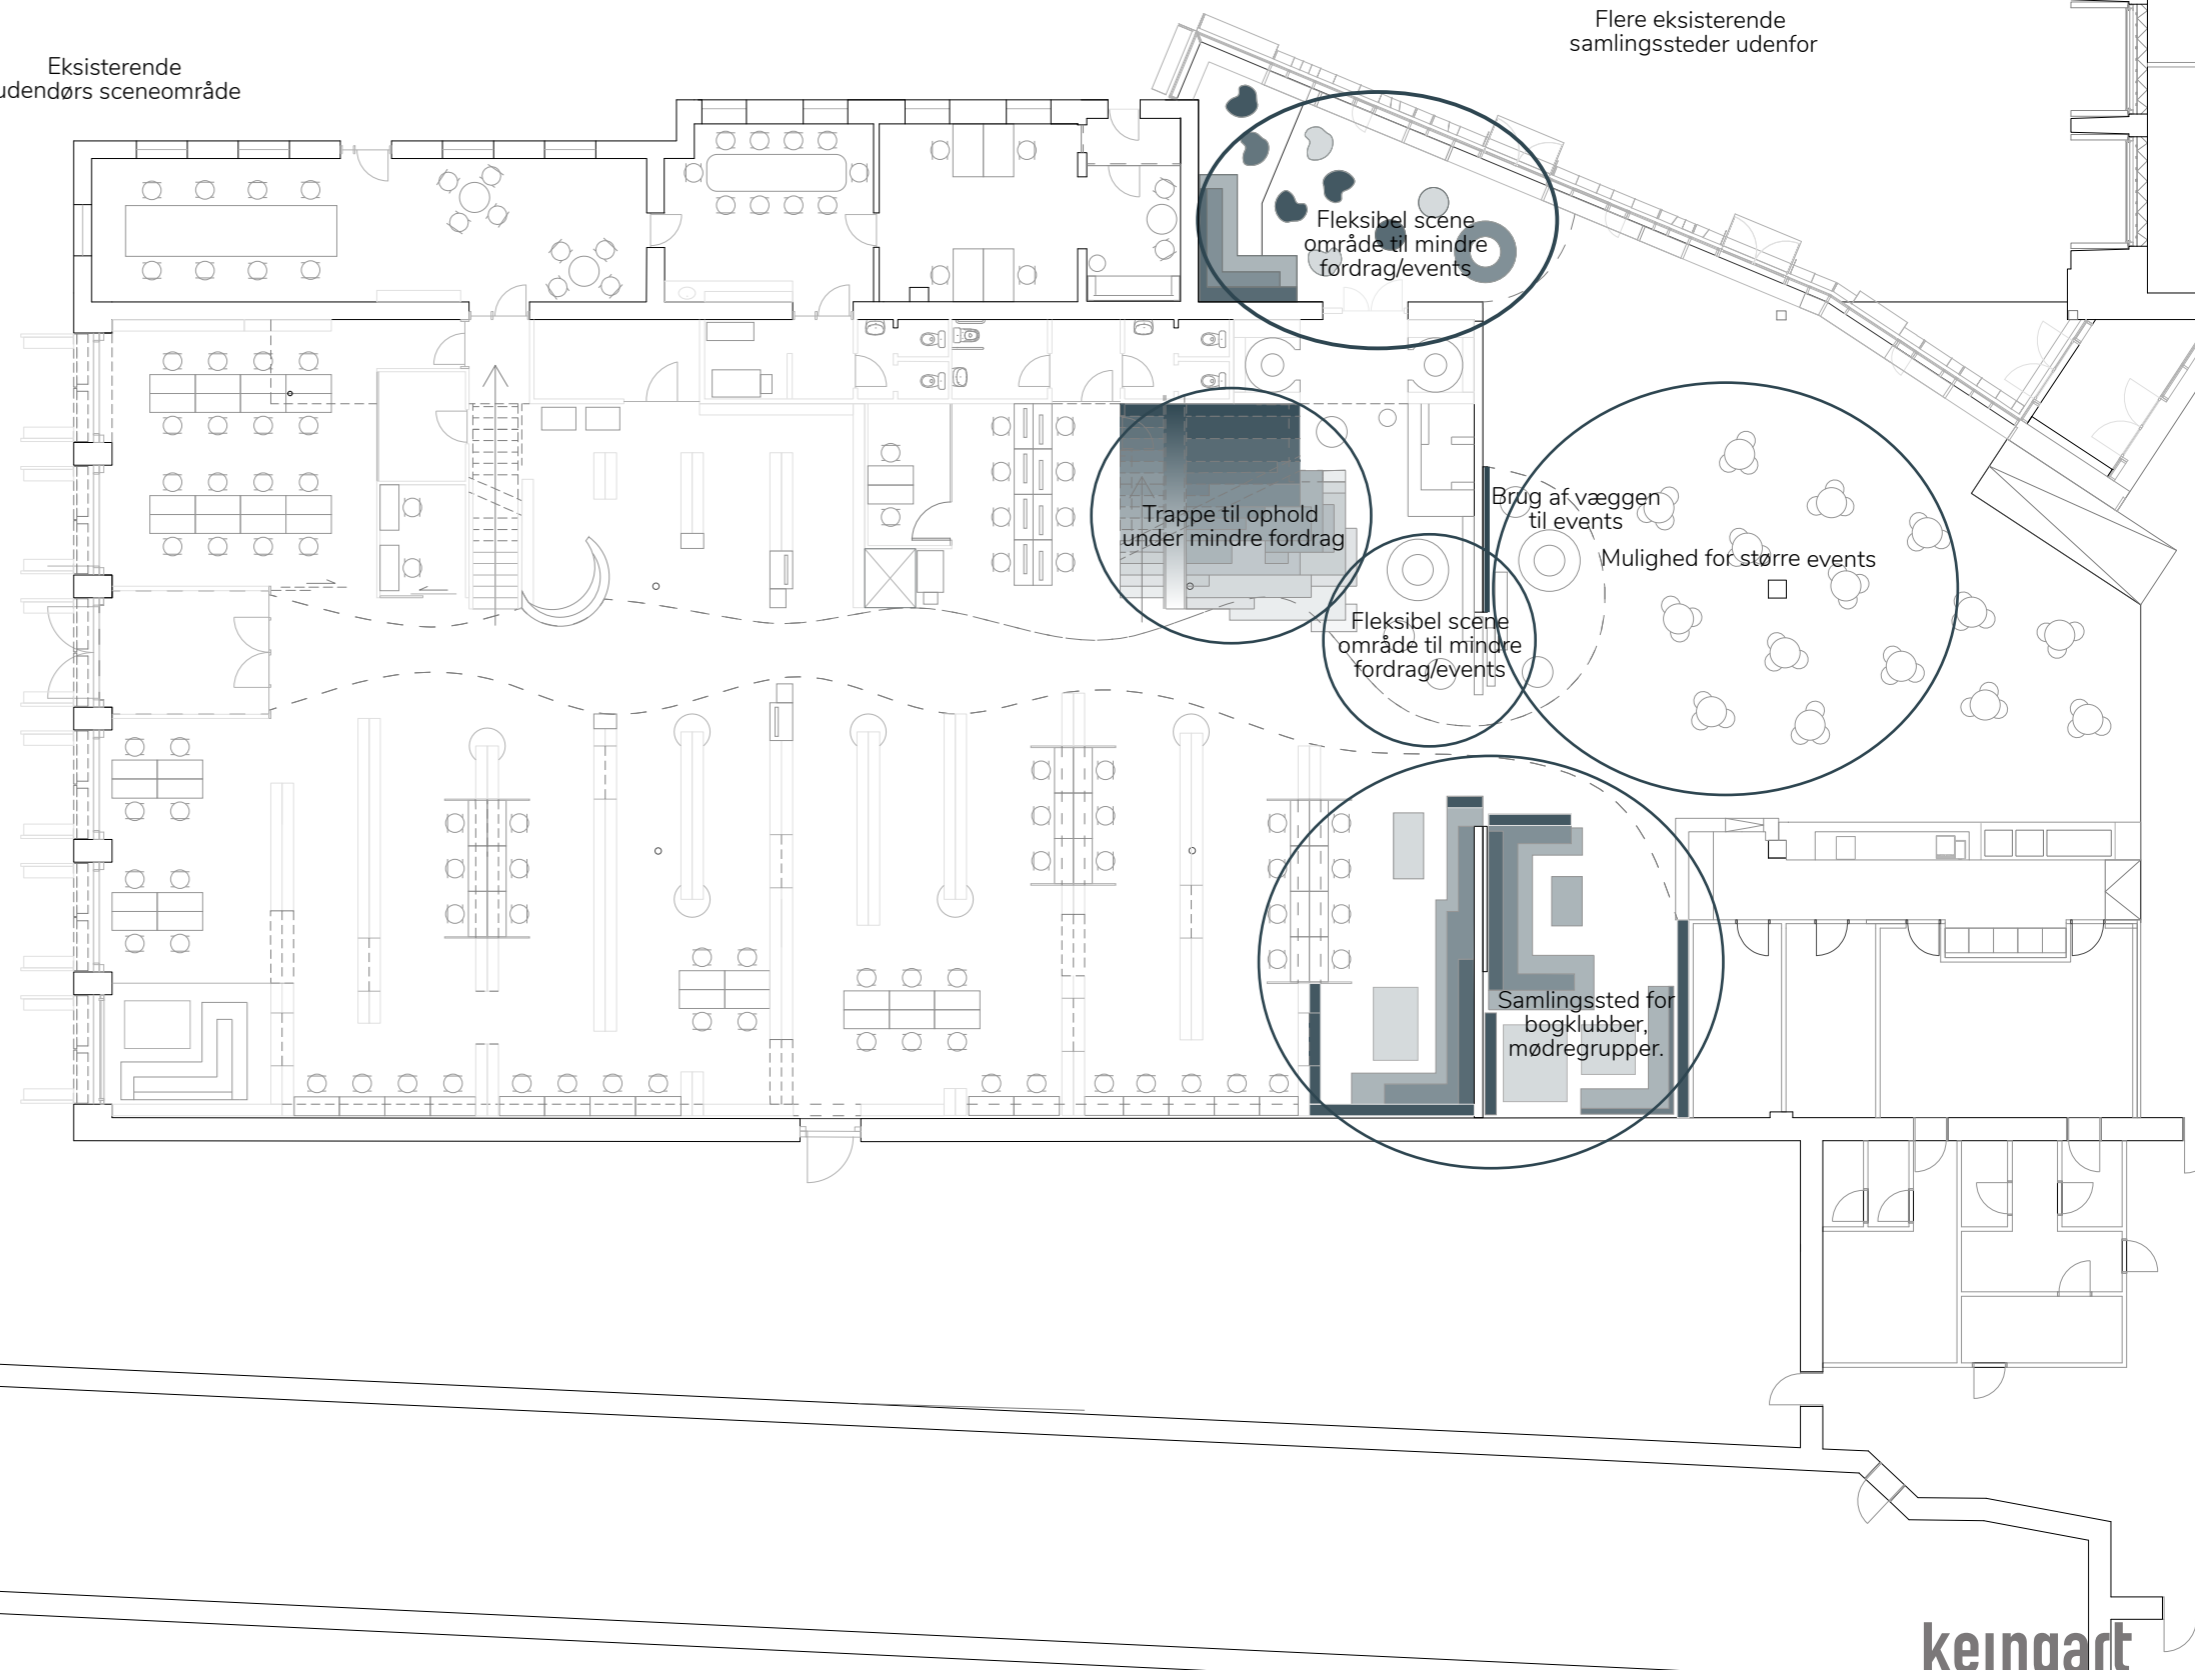 Flere eksisterende
samlingssteder udenfor
Eksisterende
udendørs sceneområde
Fleksibel scene
område til mindre
fordrag/events
Brug af væggen
til events
Trappe til ophold
under mindre fordrag
Mulighed for større events
Fleksibel scene
område til mindre
fordrag/events
Samlingssted for
bogklubber,
mødregrupper.
keingart